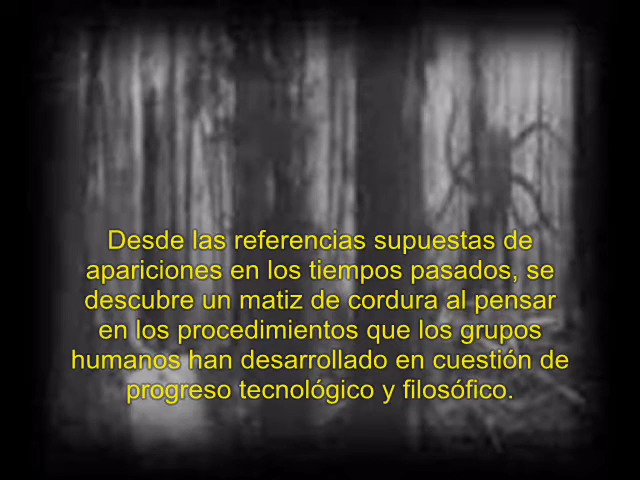 Desde las referencias supuestas de
apariciones en los tiempos pasados, se
descubre un matiz de cordura al pensar
en los procedimientos que los grupos
humanos han desarrollado en cuestión de
progreso tecnológico y filosófico.